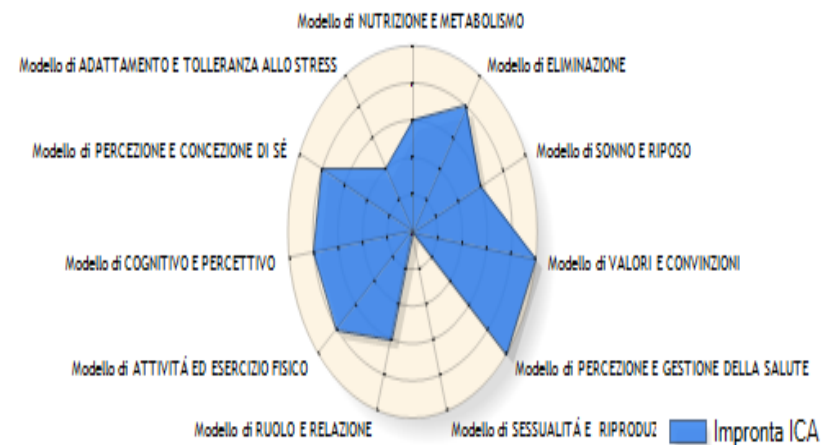 Modello di NUTRIZIONE E METABOLISMO
Modello di ADATTAMENTO E TOLLERANZA ALLO STRESS
Modello di ELIMINAZIONE
Modello di PERCEZIONE E CONCEZIONE DI SÉ
Modello di SONNO E RIPOSO
Modello di COGNITIVO E PERCETTIVO
Modello di VALORI E CONVINZIONI
Modello di ATTIVITÁ ED ESERCIZIO FISICO
Modello di PERCEZIONE E GESTIONE DELLA SALUTE
Modello di RUOLO E RELAZIONE
Modello di SESSUALITÁ E RIPRODUZ
Impronta ICA